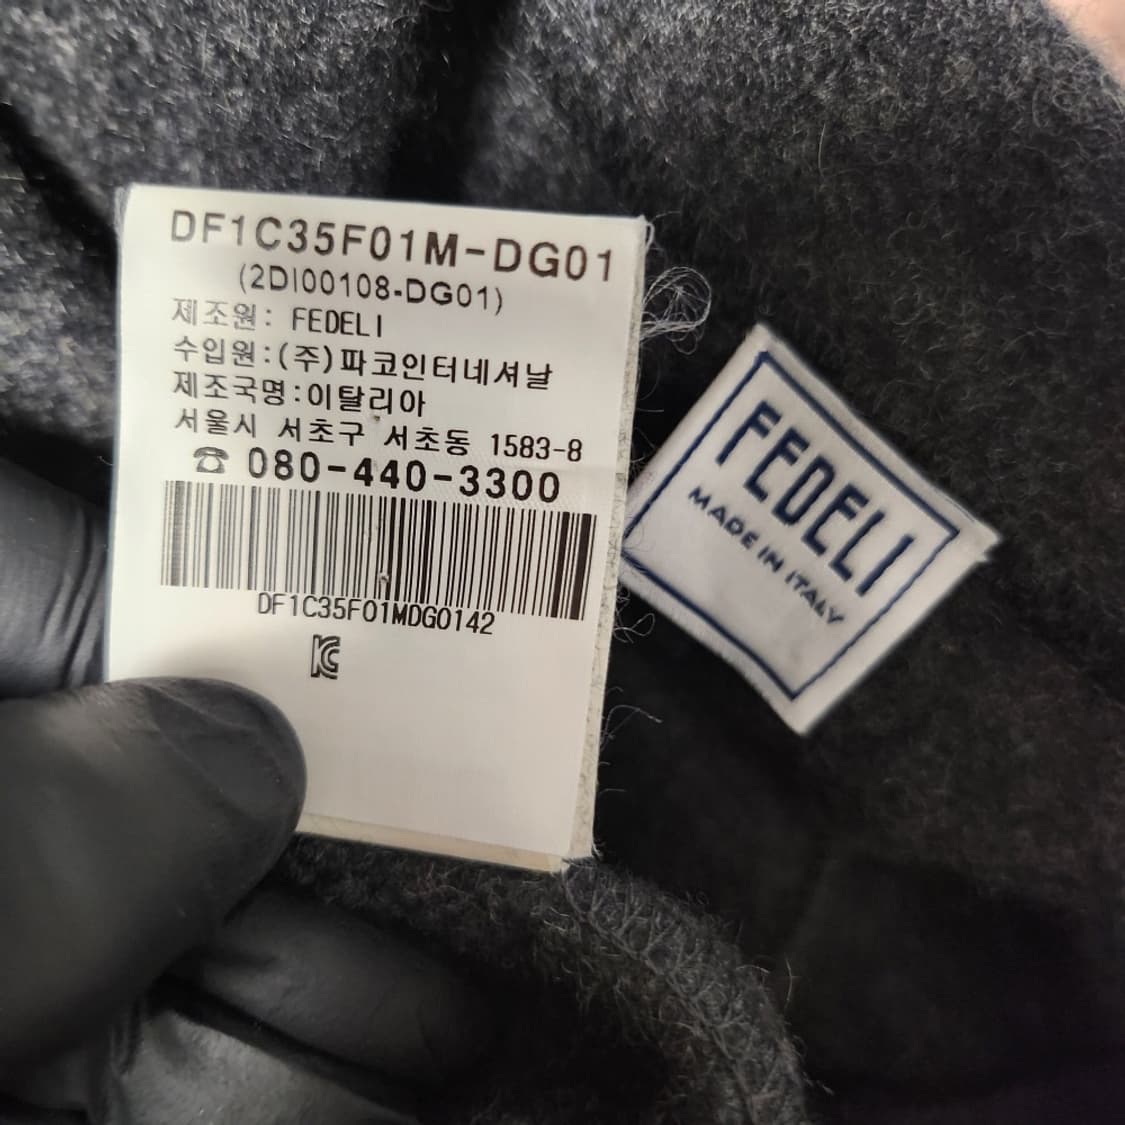 DF1C35F01M-DG01
(2DI00108-DG01)
제조원: FEDELI
수입원:(주)파코인터네셔날
제조국명:이탈리아
서울시 서초구 서초동 1583-8
☎ 080-440-3300
DF1C35F01MDG0142
FEDELI
MADE IN ITALY